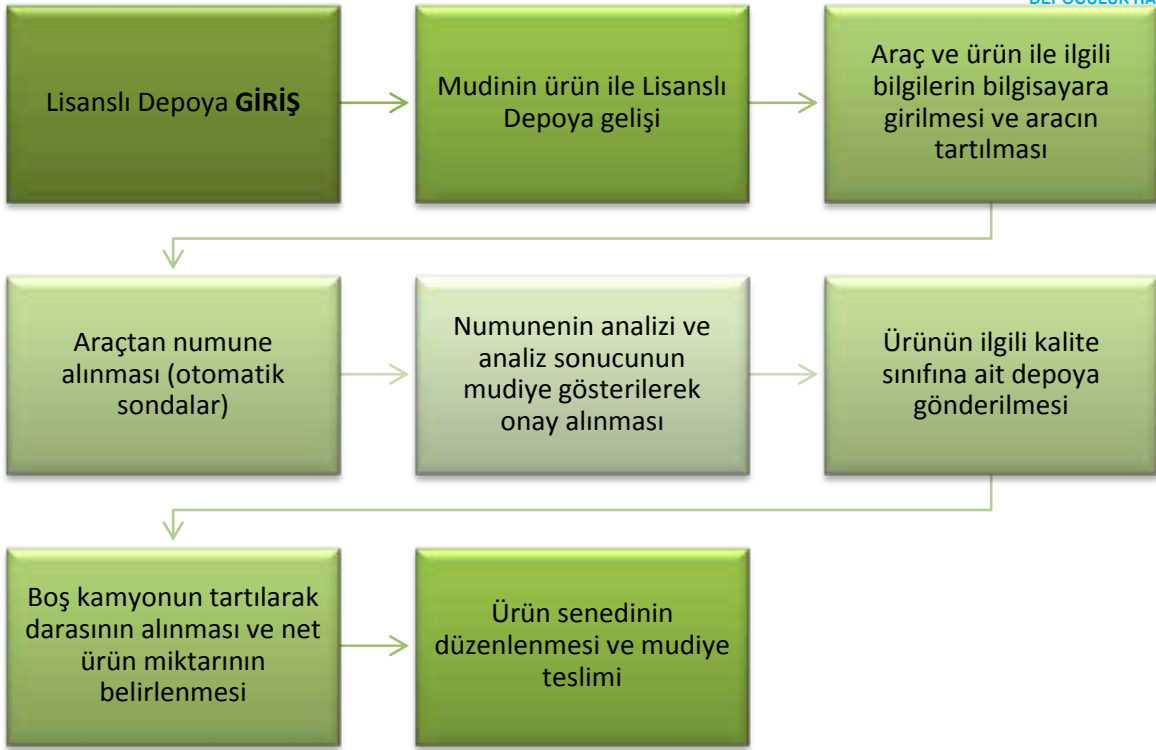 Lisanslı Depoya GİRİŞ
Mudinin ürün ile Lisanslı
Depoya gelişi
Araç ve ürün ile ilgili
bilgilerin bilgisayara
girilmesi ve aracın
tartılması
Araçtan numune
alınması (otomatik
sondalar)
Numunenin analizi ve
analiz sonucunun
mudiye gösterilerek
onay alınması
Ürünün ilgili kalite
sınıfına ait depoya
gönderilmesi
Boş kamyonun tartılarak
darasının alınması ve net
ürün miktarının
belirlenmesi
Ürün senedinin
düzenlenmesi ve mudiye
teslimi